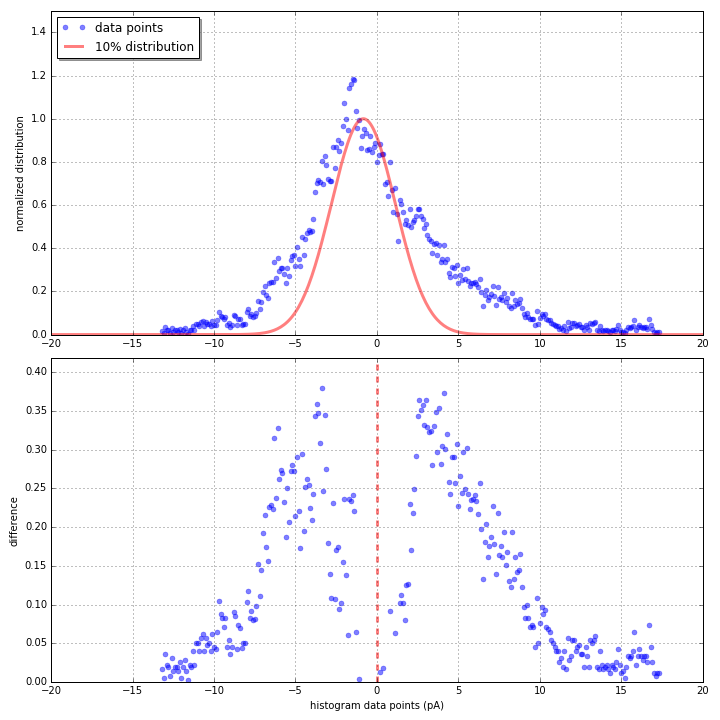 data points
10% distribution
normalized distribution
1.4
1.2
1.0
0.8
0.6
0.4
0.2
0.0
−20 −15 −10 −5 0 5 10 15 20
difference
0.40
0.35
0.30
0.25
0.20
0.15
0.10
0.05
0.00
−20 −15 −10 −5 0 5 10 15 20
histogram data points (pA)